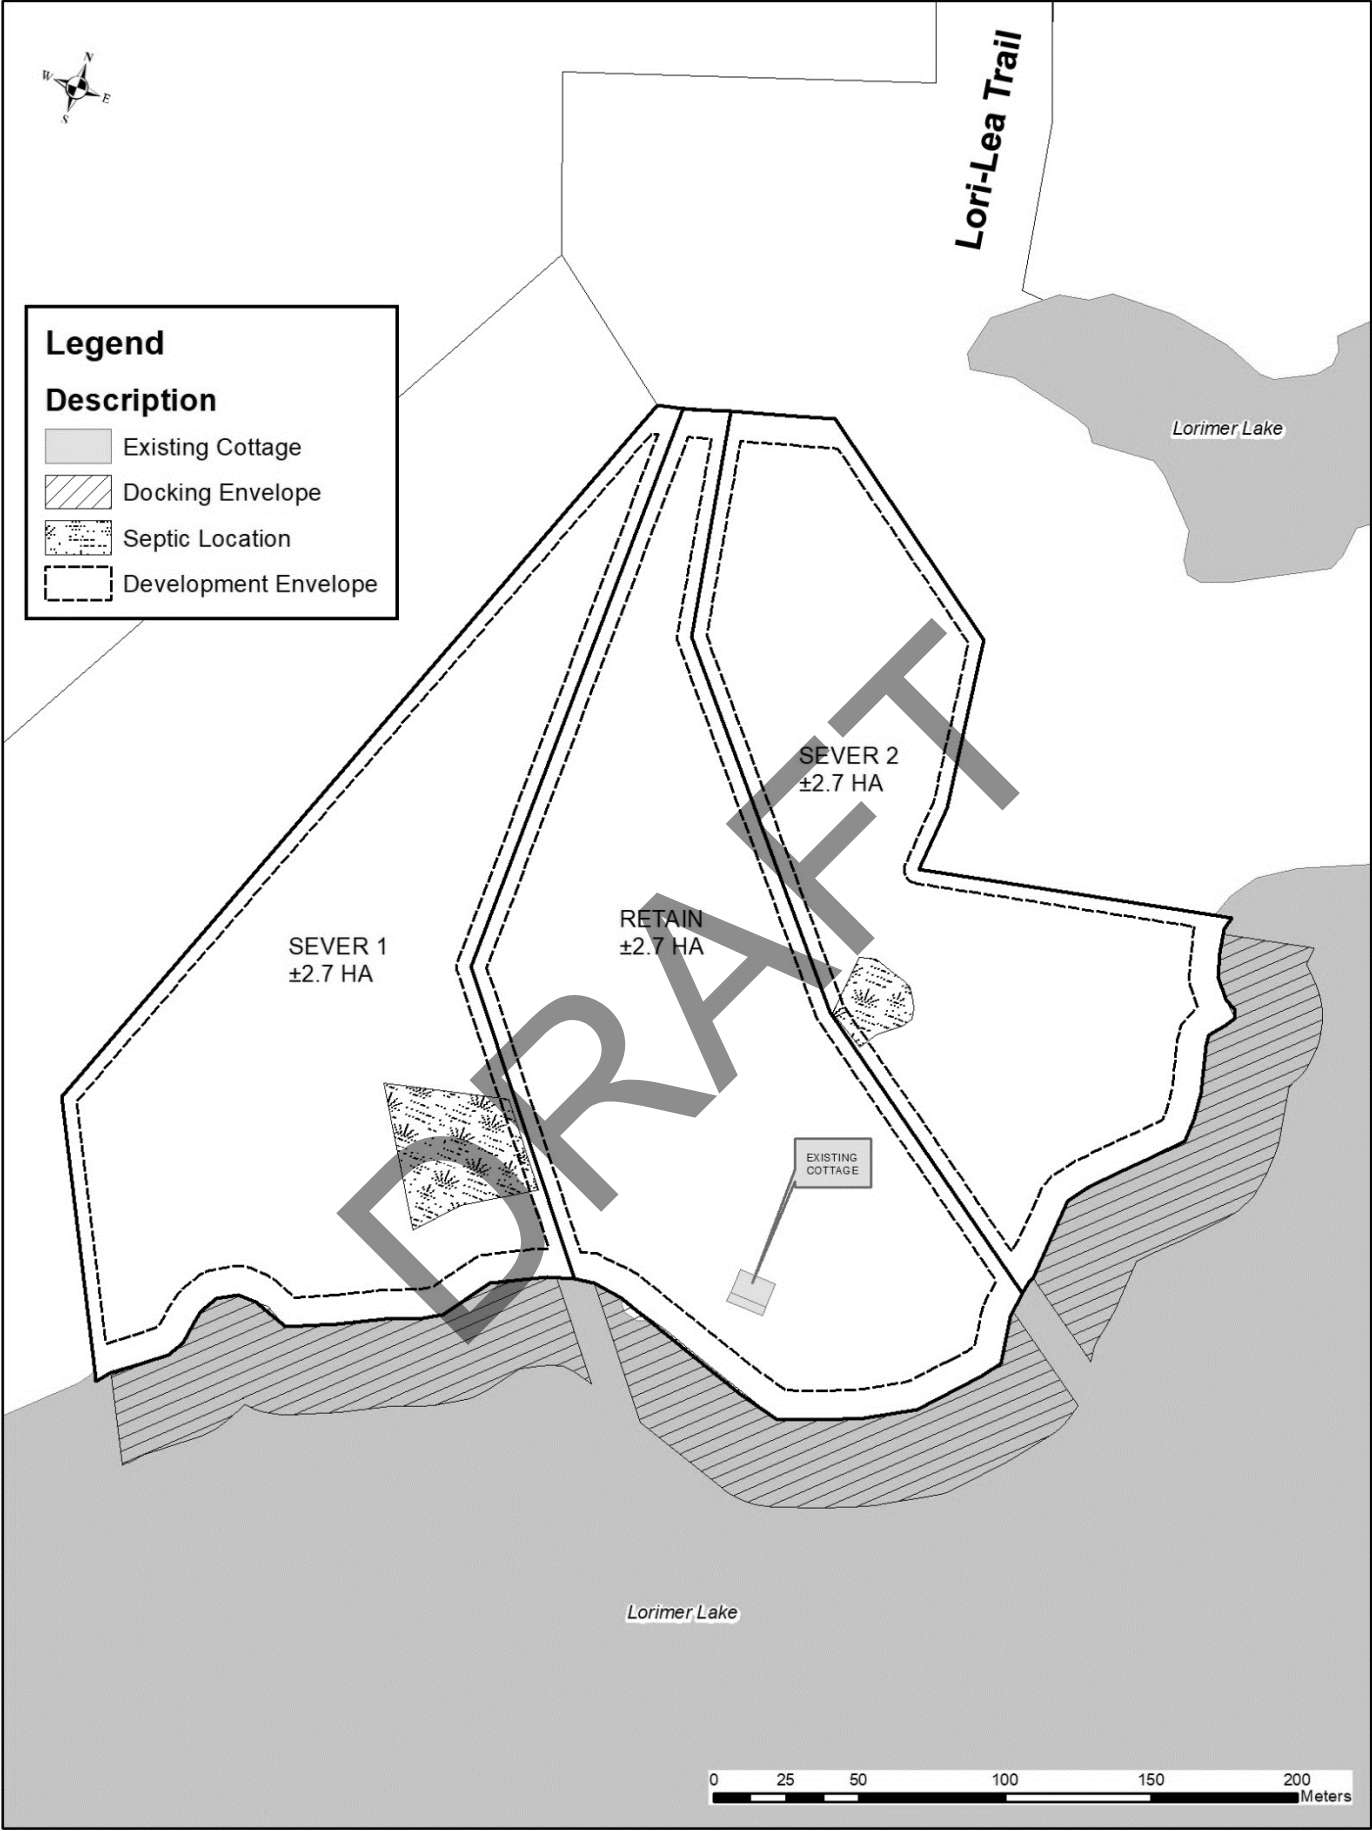 N
W
E
S
Lori-Lea Trail
Legend
Description
Existing Cottage
Docking Envelope
Septic Location
Development Envelope
Lorimer Lake
SEVER 2
±2.7 HA
RETAIN
±2.7 HA
SEVER 1
±2.7 HA
DRAFT
EXISTING
COTTAGE
Lorimer Lake
0 25 50 100 150 200
Meters